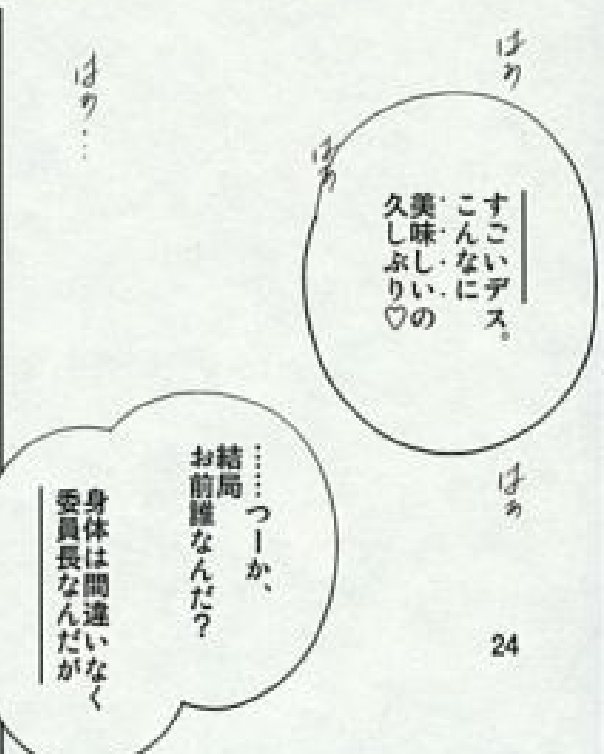 はぁ
――すごいデス。
こんなに
美味しいの
久しぶり♡
はぁ
はぁ
はぁ…
……つーか、
結局
お前誰なんだ?
身体は間違いなく
委員長なんだが――
24